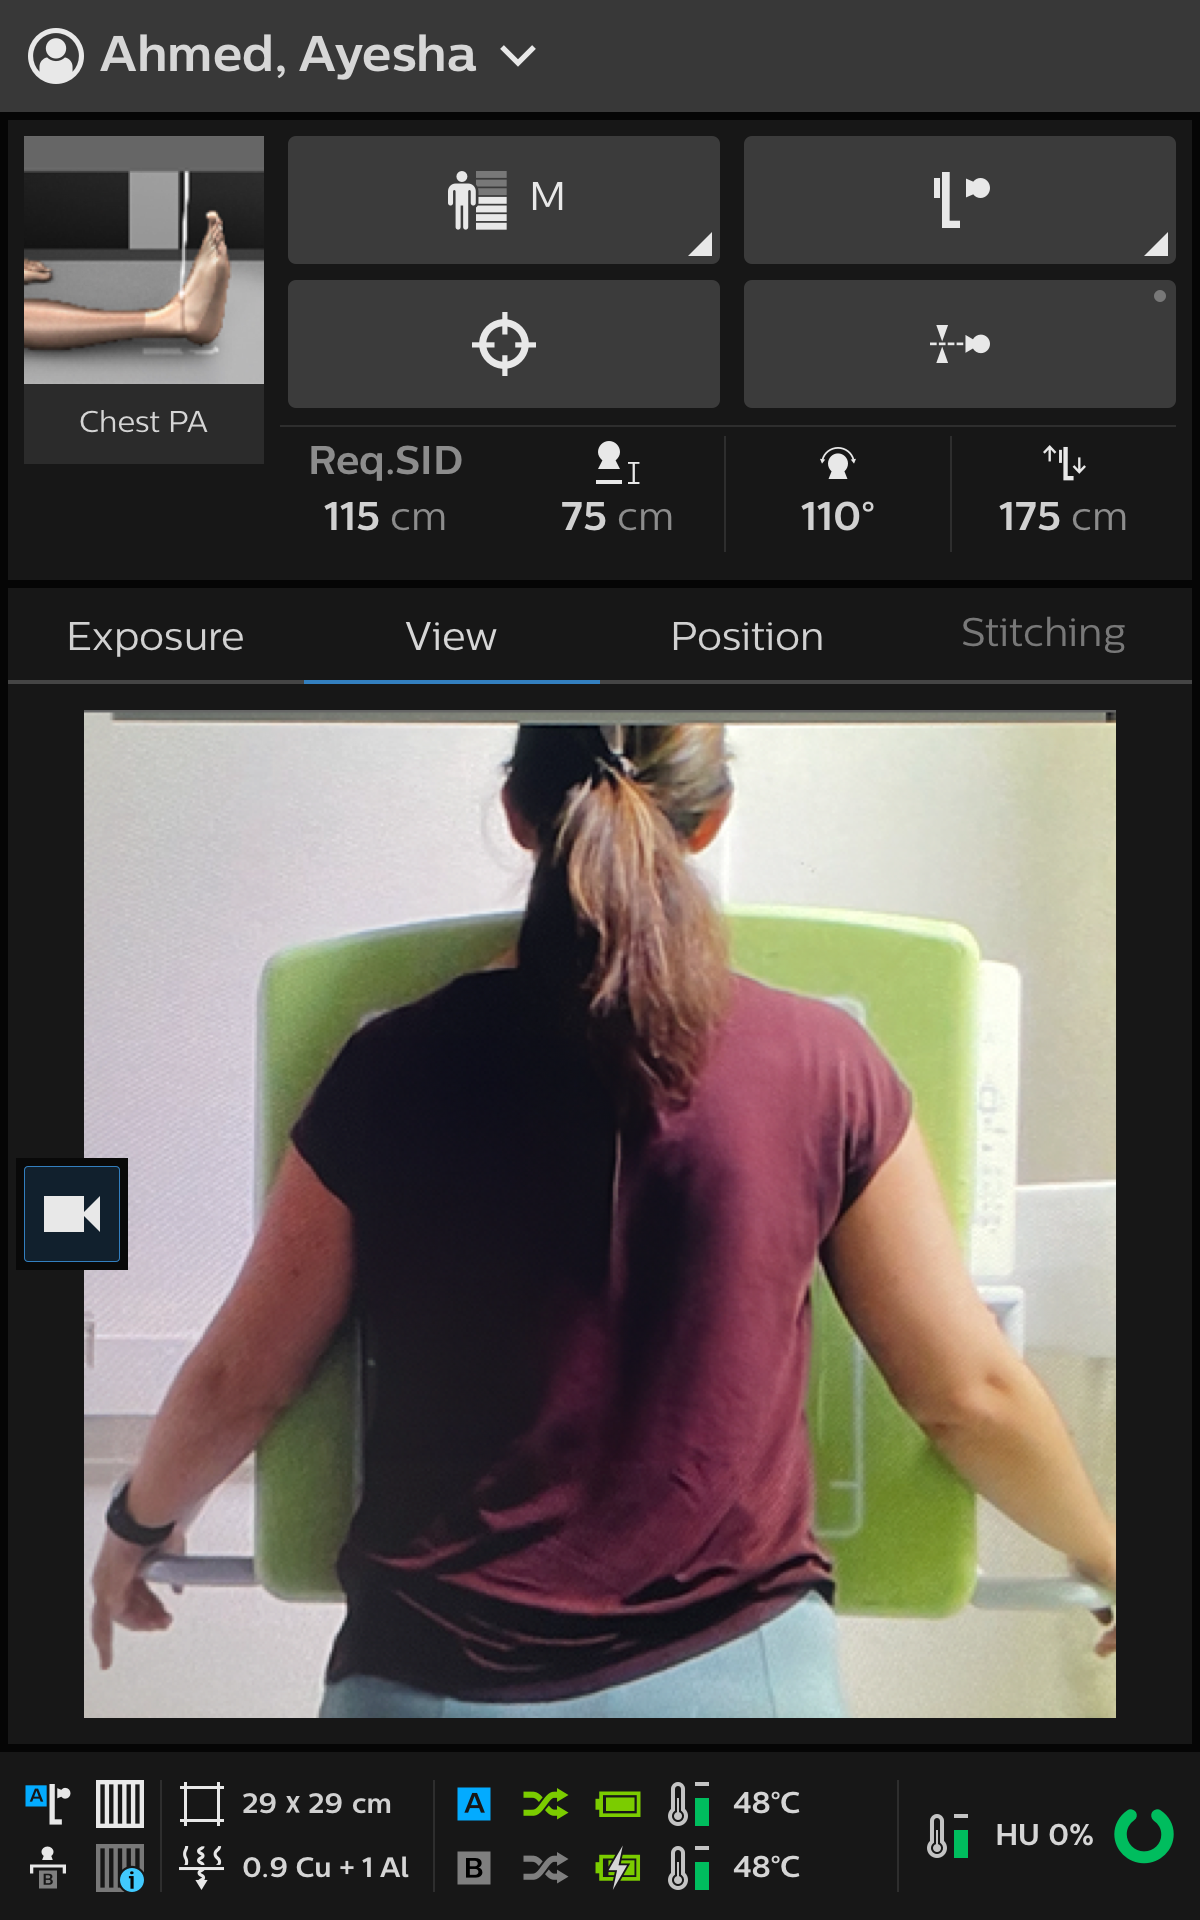 Ahmed, Ayesha
M
Chest PA
Req.SID
115 cm
75 cm
110°
175 cm
Exposure
View
Position
Stitching
A
29 x 29 cm
A
48°C
B
i
0.9 Cu + 1 Al
B
48°C
HU 0%